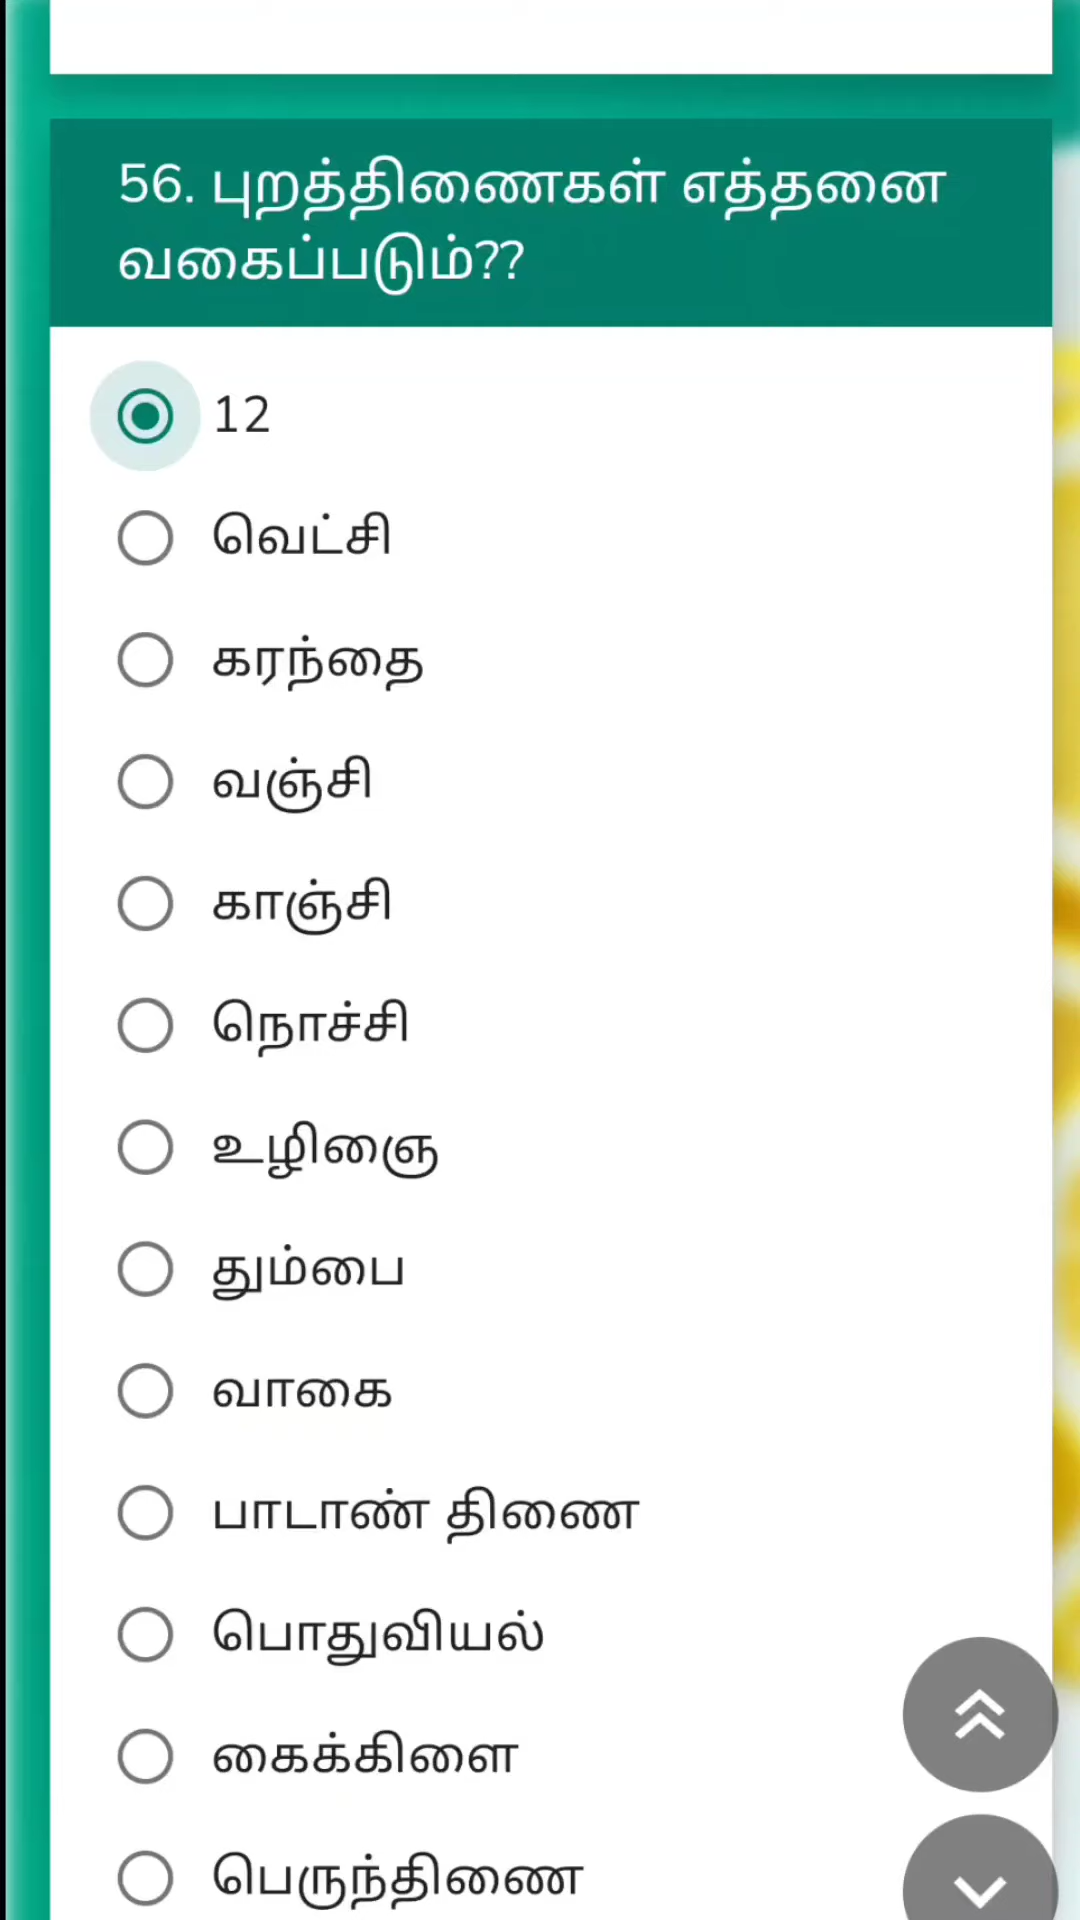 56. புறத்திணைகள் எத்தனை
வகைப்படும்??
12
வெட்சி
கரந்தை
வஞ்சி
காஞ்சி
நொச்சி
உழிஞை
தும்பை
வாகை
பாடாண் திணை
பொதுவியல்
கைக்கிளை
பெருந்திணை